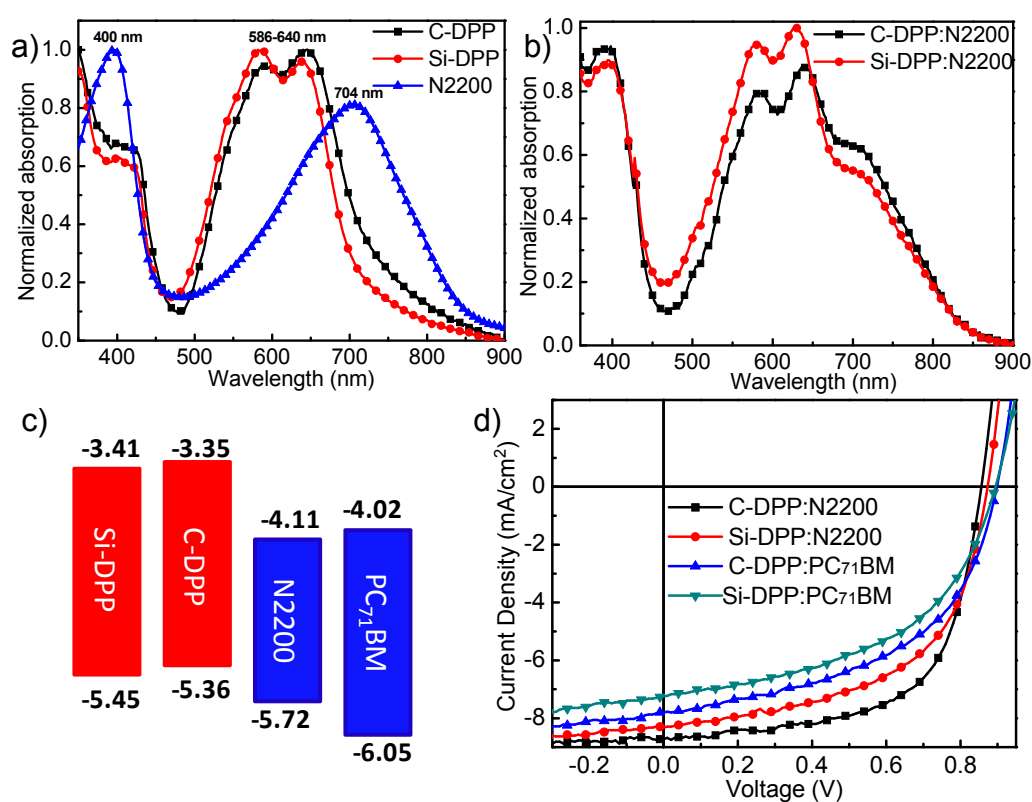 a)
400 nm
586-640 nm
704 nm
C-DPP
Si-DPP
N2200
Normalized absorption
1.0
0.8
0.6
0.4
0.2
0.0
400 500 600 700 800 900
Wavelength (nm)
b)
C-DPP:N2200
Si-DPP:N2200
Normalized absorption
1.0
0.8
0.6
0.4
0.2
0.0
400 500 600 700 800 900
Wavelength (nm)
c)
-3.41
-3.35
-4.11
-4.02
Si-DPP
C-DPP
N2200
PC₇₁BM
-5.45
-5.36
-5.72
-6.05
d)
Current Density (mA/cm²)
2
0
-2
-4
-6
-8
C-DPP:N2200
Si-DPP:N2200
C-DPP:PC₇₁BM
Si-DPP:PC₇₁BM
-0.2 0.0 0.2 0.4 0.6 0.8
Voltage (V)